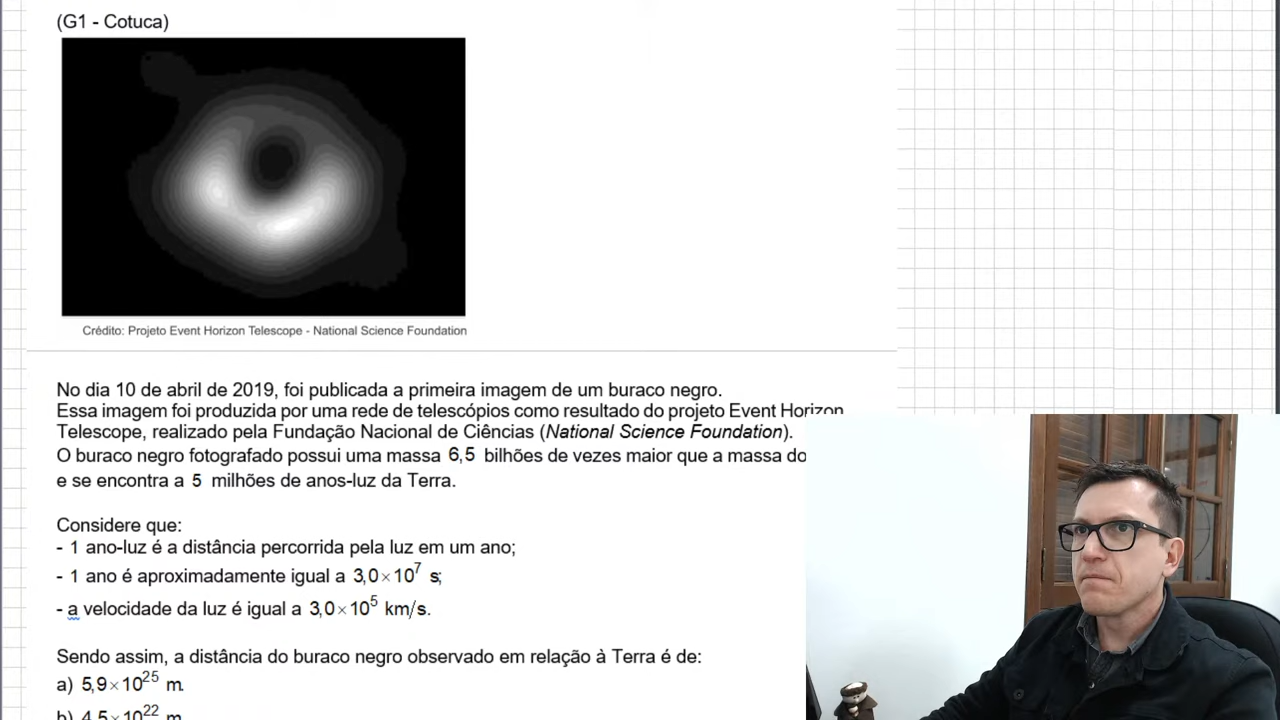 (G1 - Cotuca)
Crédito: Projeto Event Horizon Telescope - National Science Foundation
No dia 10 de abril de 2019, foi publicada a primeira imagem de um buraco negro.
Essa imagem foi produzida por uma rede de telescópios como resultado do projeto Event Horizon
Telescope, realizado pela Fundação Nacional de Ciências (National Science Foundation).
O buraco negro fotografado possui uma massa 6,5 bilhões de vezes maior que a massa do
e se encontra a 5 milhões de anos-luz da Terra.
Considere que:
- 1 ano-luz é a distância percorrida pela luz em um ano;
- 1 ano é aproximadamente igual a 3,0×10⁷ s;
- a velocidade da luz é igual a 3,0×10⁵ km/s.
Sendo assim, a distância do buraco negro observado em relação à Terra é de:
a) 5,9×10²⁵ m.
b) 4,5×10²² m